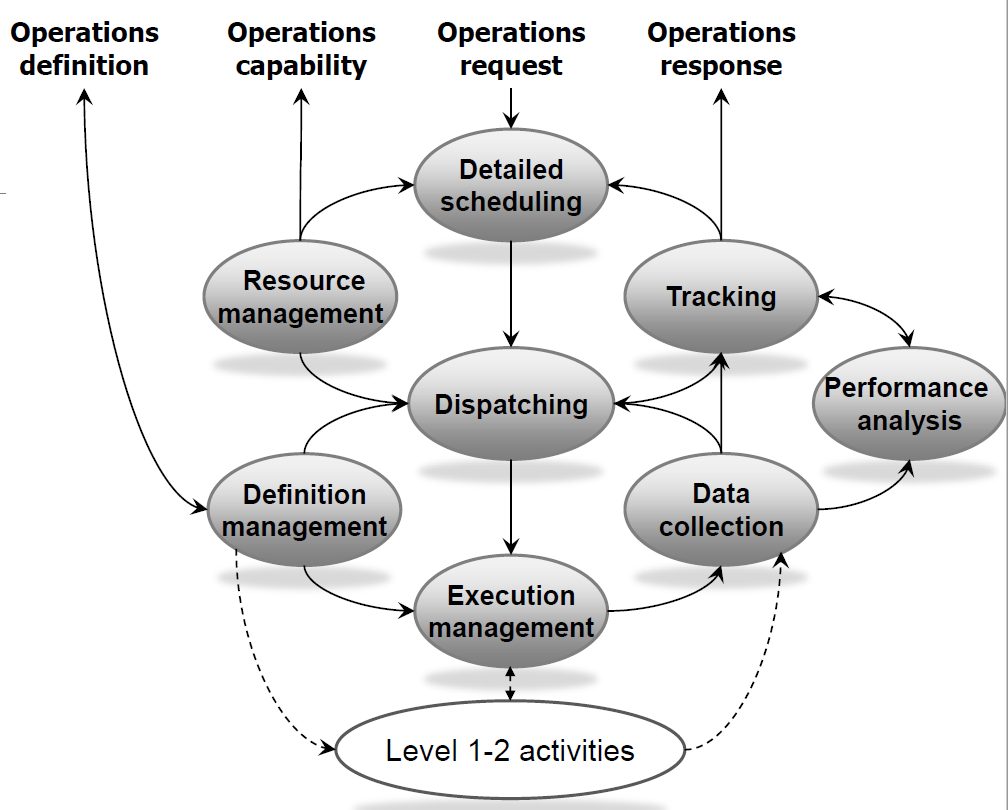 Operations
definition
Operations
capability
Operations
request
Operations
response
Detailed
scheduling
Resource
management
Tracking
Dispatching
Performance
analysis
Definition
management
Data
collection
Execution
management
Level 1-2 activities